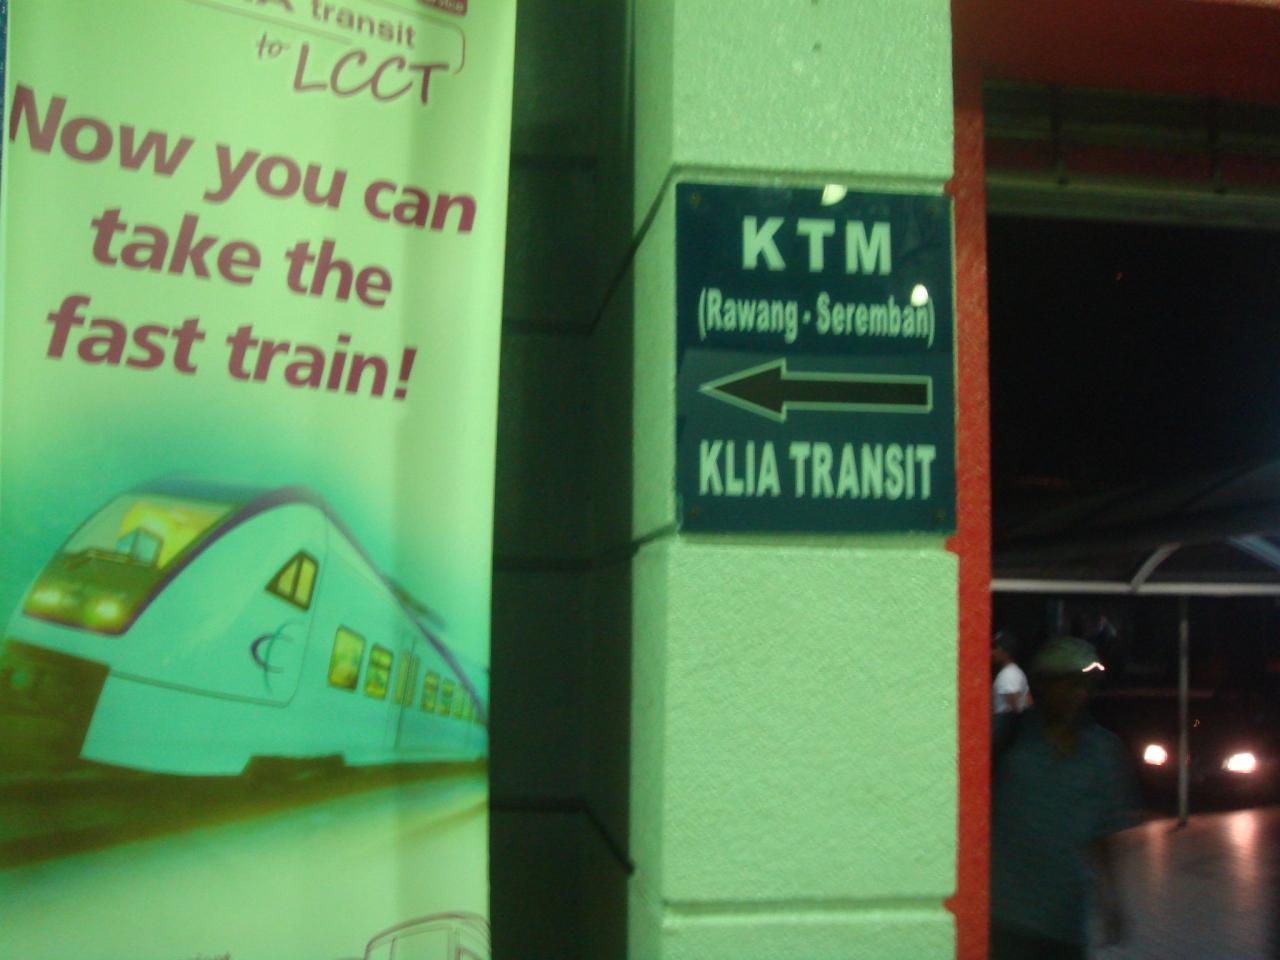 transit
to LCCT
Now you can
take the
fast train!
KTM
(Rawang - Seremban)
KLIA TRANSIT